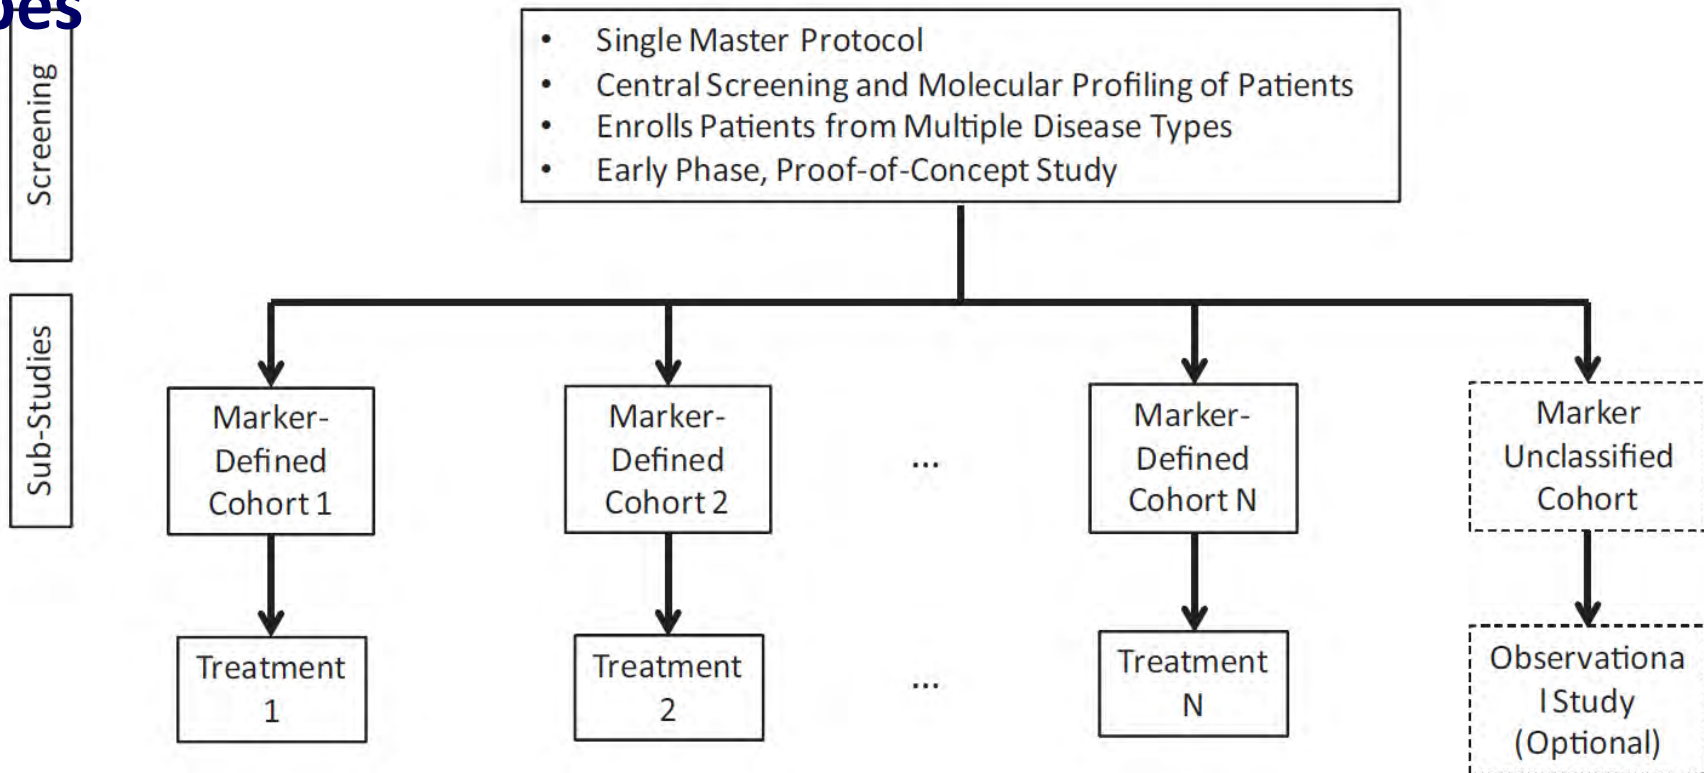 Screening
• Single Master Protocol
• Central Screening and Molecular Profiling of Patients
• Enrolls Patients from Multiple Disease Types
• Early Phase, Proof-of-Concept Study
Sub-Studies
Marker-
Defined
Cohort 1
Marker-
Defined
Cohort 2
...
Marker-
Defined
Cohort N
Marker
Unclassified
Cohort
Treatment
1
Treatment
2
...
Treatment
N
Observationa
l Study
(Optional)